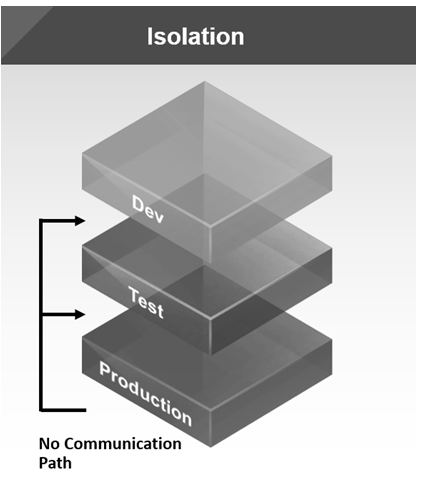 Isolation
Dev
Test
Production
No Communication
Path